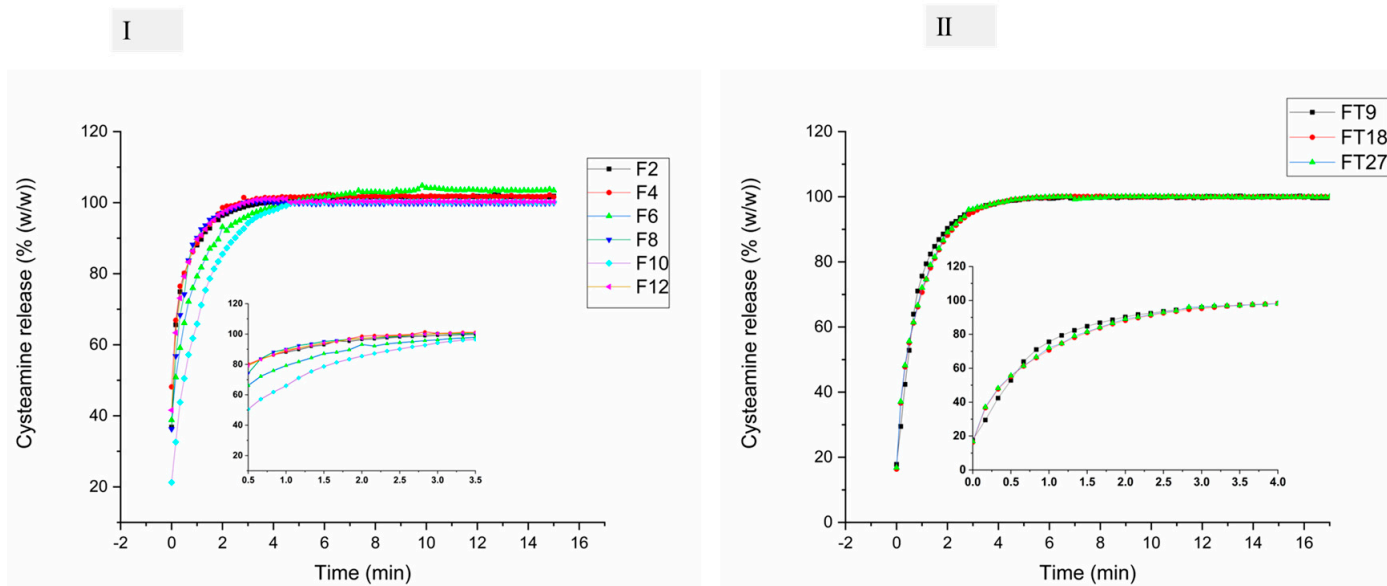 I
120
100
80
60
40
20
-2 0 2 4 6 8 10 12 14 16
Cysteamine release (% (w/w))
Time (min)
F2
F4
F6
F8
F10
F12
120
100
80
60
40
20
0.5 1.0 1.5 2.0 2.5 3.0 3.5
II
120
100
80
60
40
20
0
-2 0 2 4 6 8 10 12 14 16
Cysteamine release (% (w/w))
Time (min)
FT9
FT18
FT27
120
100
80
60
40
20
0
0.0 0.5 1.0 1.5 2.0 2.5 3.0 3.5 4.0